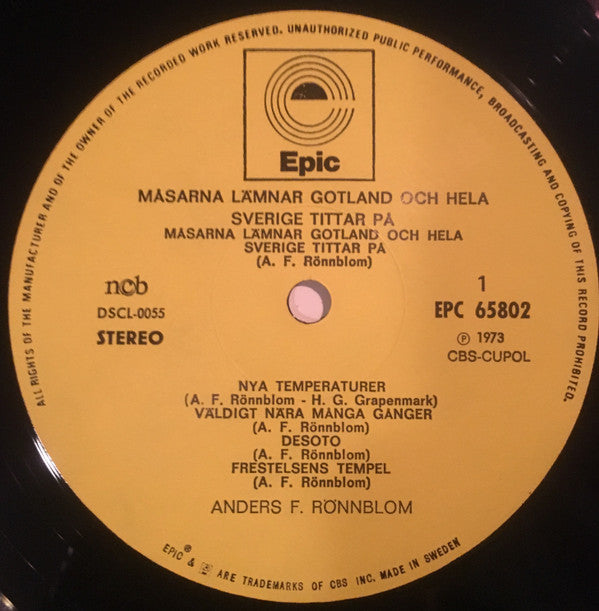 ALL RIGHTS OF THE MANUFACTURER AND OF THE OWNER OF THE RECORDED WORK RESERVED. UNAUTHORIZED PUBLIC PERFORMANCE, BROADCASTING AND COPYING OF THIS RECORD PROHIBITED.
Epic
MÅSARNA LÄMNAR GOTLAND OCH HELA
SVERIGE TITTAR PÅ
MÅSARNA LÄMNAR GOTLAND OCH HELA
SVERIGE TITTAR PÅ
(A. F. Rönnblom)
ncb
DSCL-0055
STEREO
1
EPC 65802
℗ 1973
CBS-CUPOL
NYA TEMPERATURER
(A. F. Rönnblom - H. G. Grapenmark)
VÄLDIGT NÄRA MÅNGA GÅNGER
(A. F. Rönnblom)
DESOTO
(A. F. Rönnblom)
FRESTELSENS TEMPEL
(A. F. Rönnblom)
ANDERS F. RÖNNBLOM
EPIC® & ARE TRADEMARKS OF CBS INC. MADE IN SWEDEN